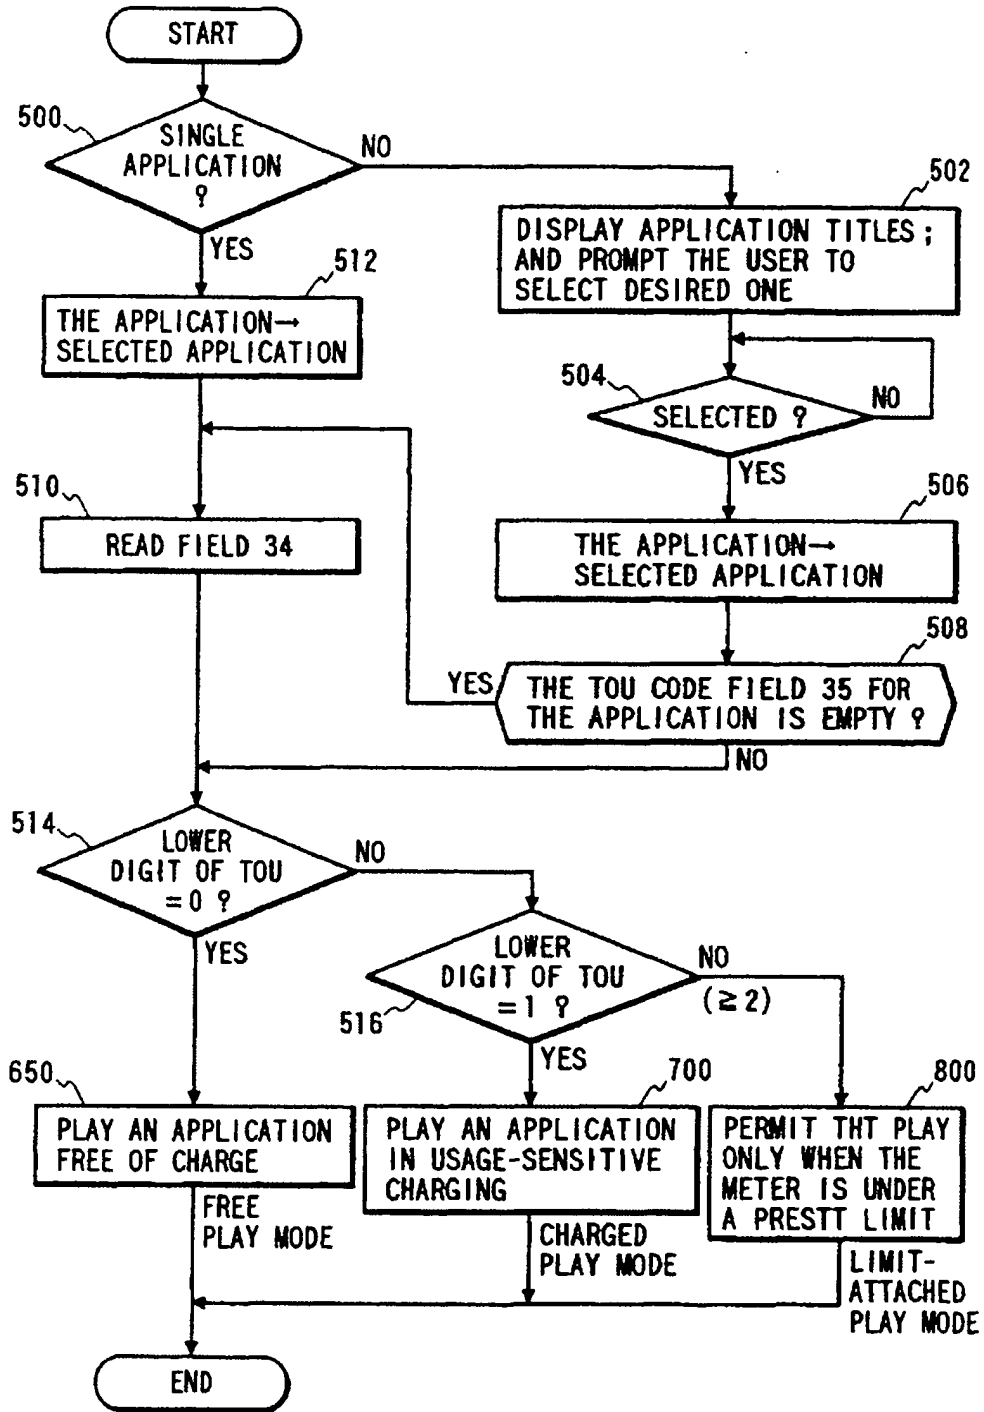 START
500
SINGLE
APPLICATION
?
NO
YES
502
DISPLAY APPLICATION TITLES;
AND PROMPT THE USER TO
SELECT DESIRED ONE
512
THE APPLICATION→
SELECTED APPLICATION
504
SELECTED ?
NO
YES
510
READ FIELD 34
506
THE APPLICATION→
SELECTED APPLICATION
508
YES
THE TOU CODE FIELD 35 FOR
THE APPLICATION IS EMPTY ?
NO
514
LOWER
DIGIT OF TOU
=0 ?
NO
YES
516
LOWER
DIGIT OF TOU
=1 ?
NO
(≥2)
YES
650
PLAY AN APPLICATION
FREE OF CHARGE
FREE
PLAY MODE
700
PLAY AN APPLICATION
IN USAGE-SENSITIVE
CHARGING
CHARGED
PLAY MODE
800
PERMIT THT PLAY
ONLY WHEN THE
METER IS UNDER
A PRESTT LIMIT
LIMIT-
ATTACHED
PLAY MODE
END